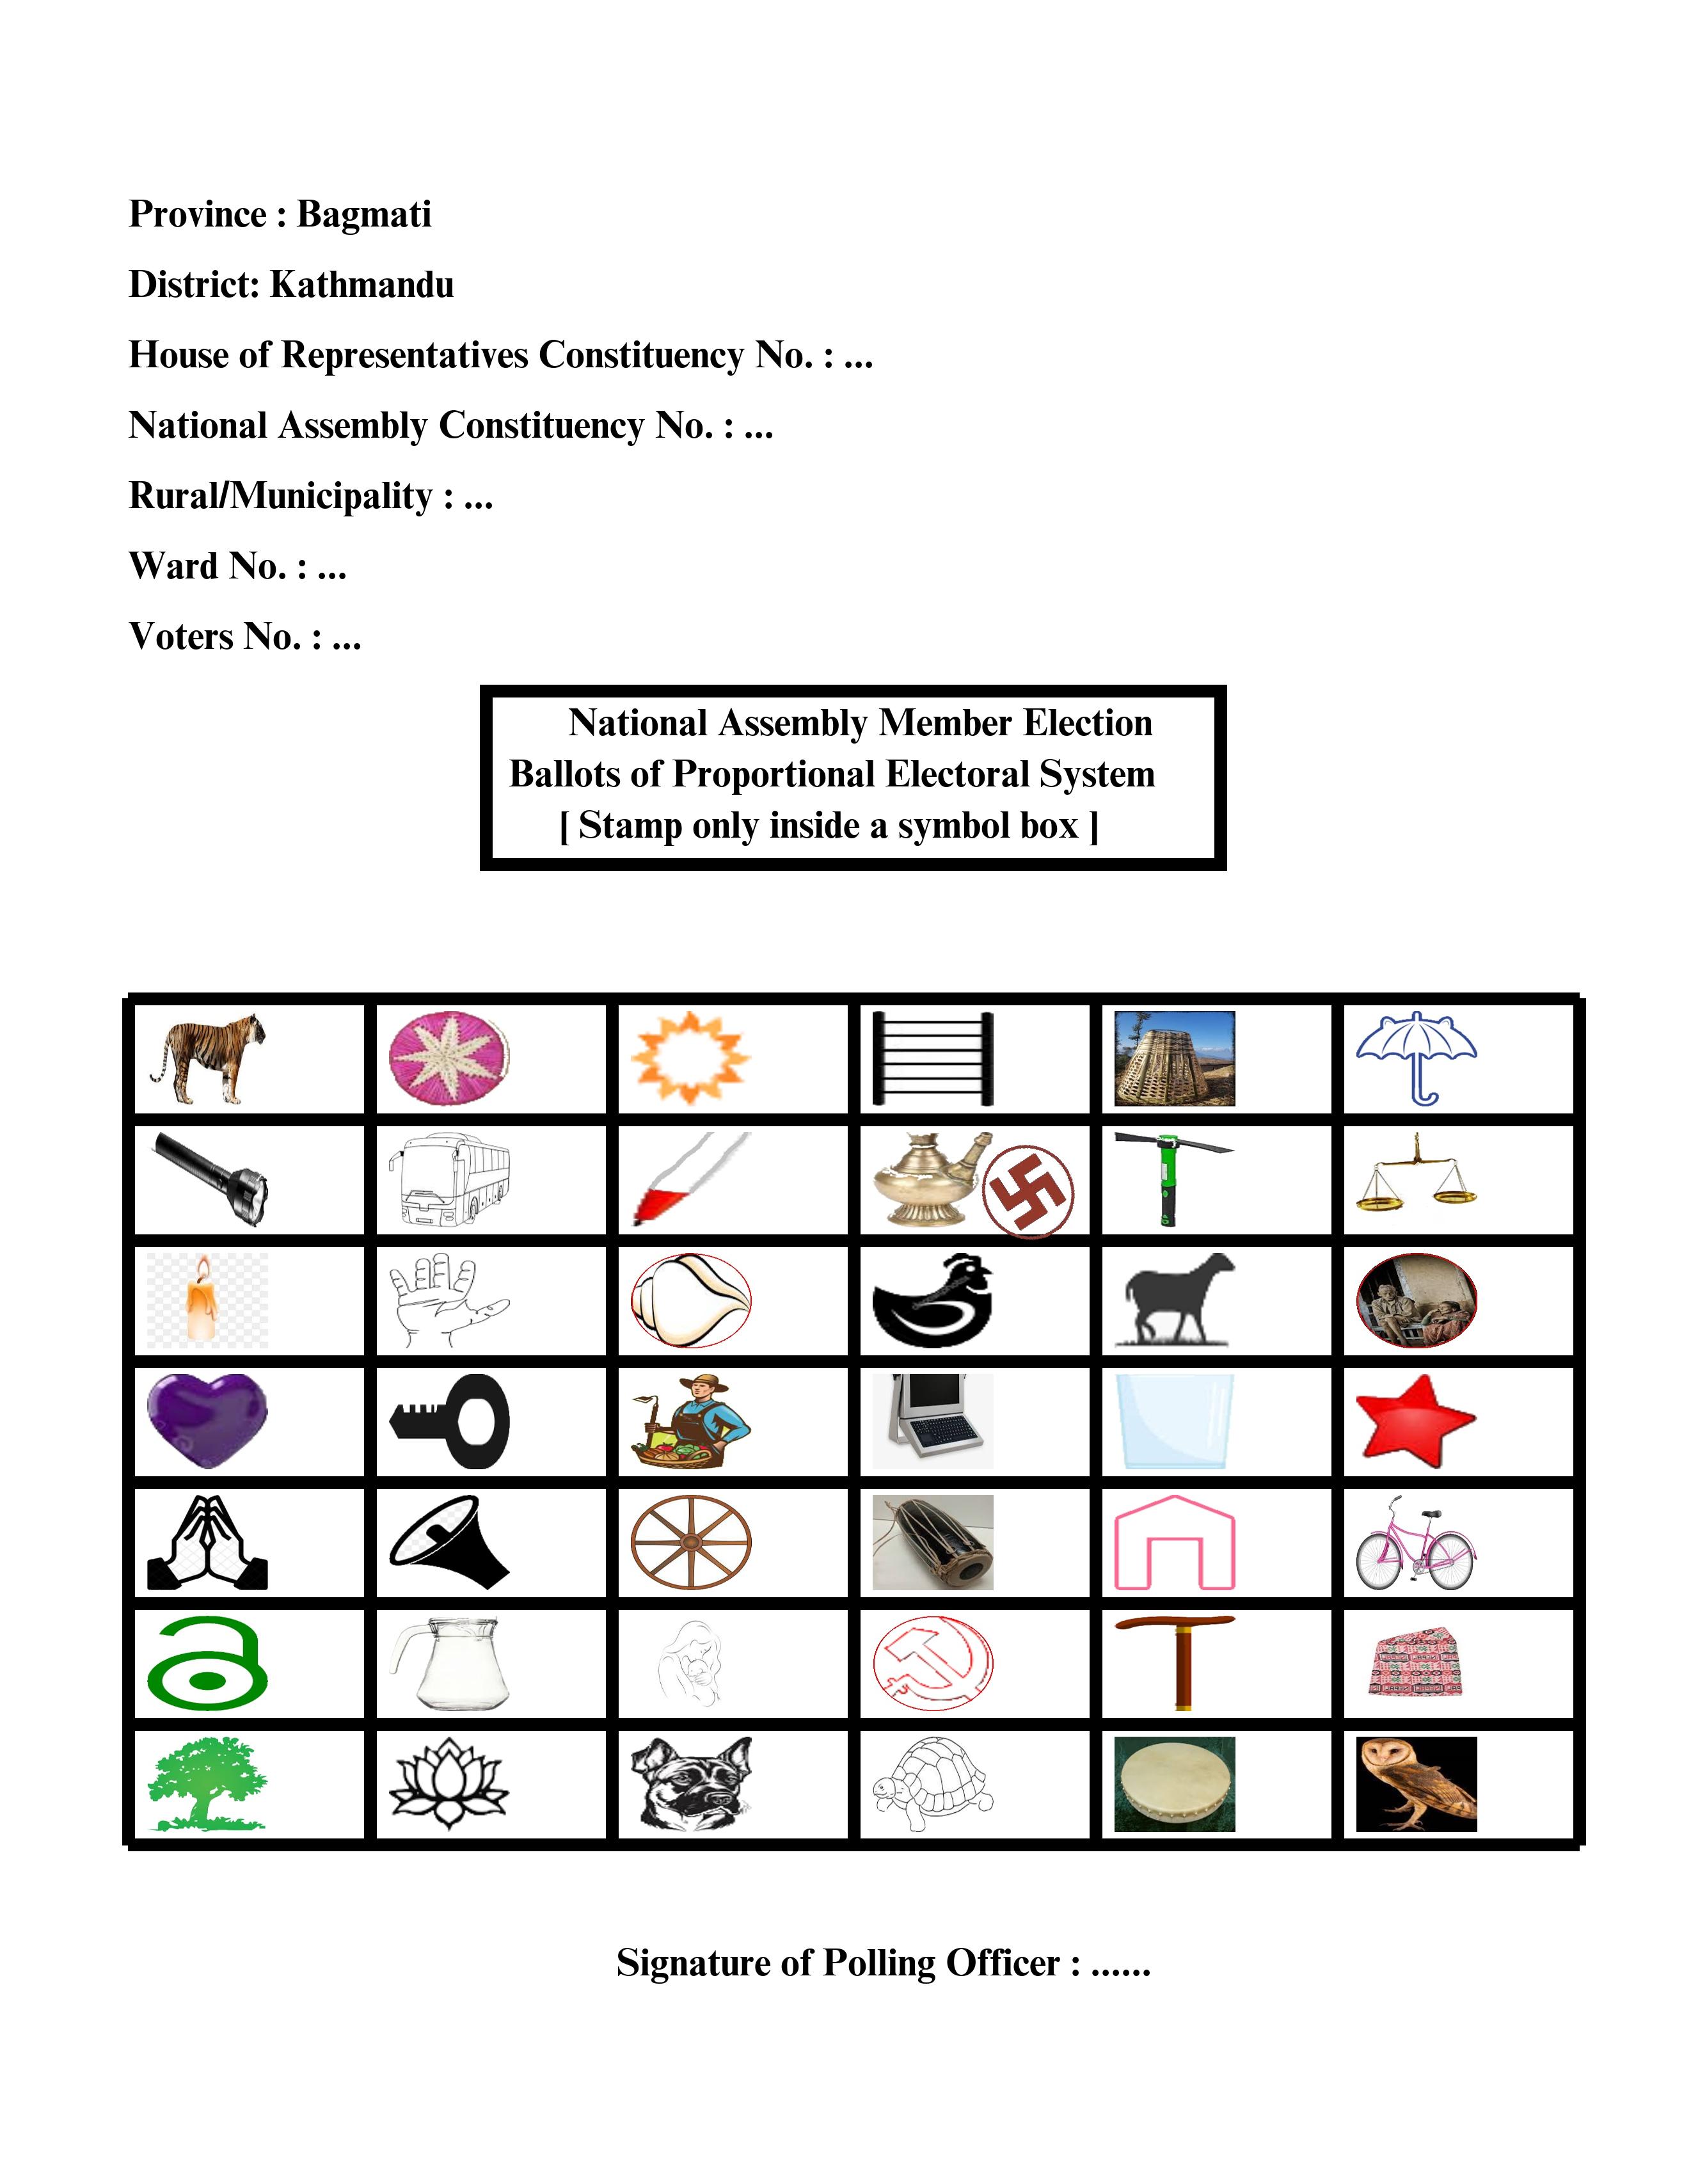 Province : Bagmati
District: Kathmandu
House of Representatives Constituency No. : ...
National Assembly Constituency No. : ...
Rural/Municipality : ...
Ward No. : ...
Voters No. : ...
National Assembly Member Election
Ballots of Proportional Electoral System
[ Stamp only inside a symbol box ]
Signature of Polling Officer : ......